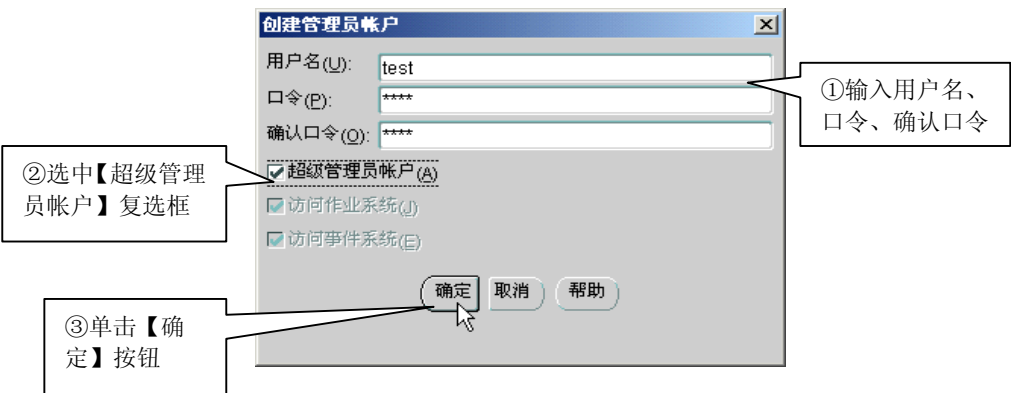 创建管理员帐户
用户名(U): test
口令(P): ****
确认口令(O): ****
超级管理员帐户(A)
访问作业系统(J)
访问事件系统(E)
确定 取消 帮助
①输入用户名、
口令、确认口令
②选中【超级管理
员帐户】复选框
③单击【确
定】按钮